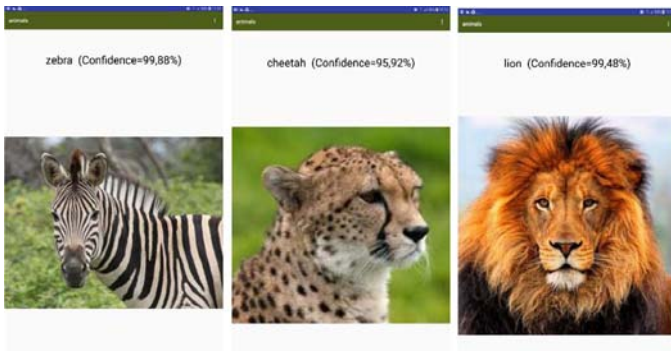 animals
zebra (Confidence=99,88%)
animals
cheetah (Confidence=95,92%)
animals
lion (Confidence=99,48%)